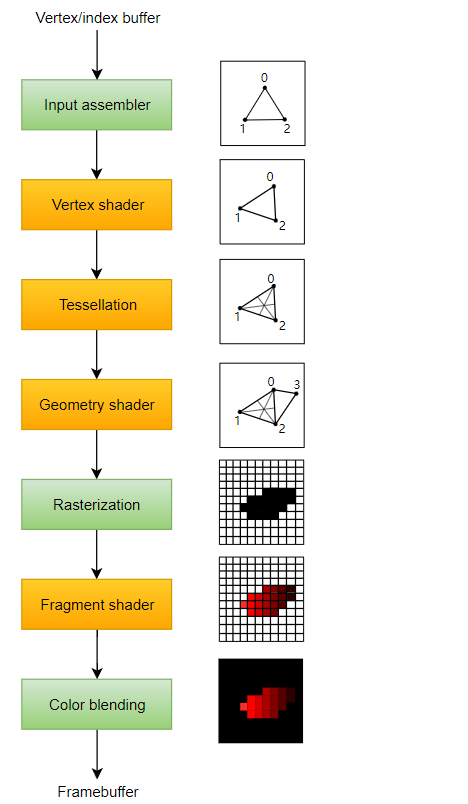 Vertex/index buffer
Input assembler
0
1
2
Vertex shader
0
1
2
Tessellation
0
1
2
Geometry shader
0
3
1
2
Rasterization
Fragment shader
Color blending
Framebuffer